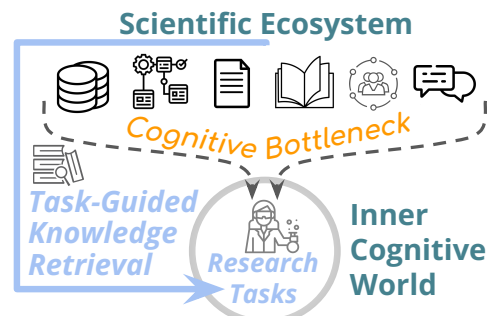 Scientific Ecosystem
Cognitive Bottleneck
Task-Guided
Knowledge
Retrieval
Research
Tasks
Inner
Cognitive
World